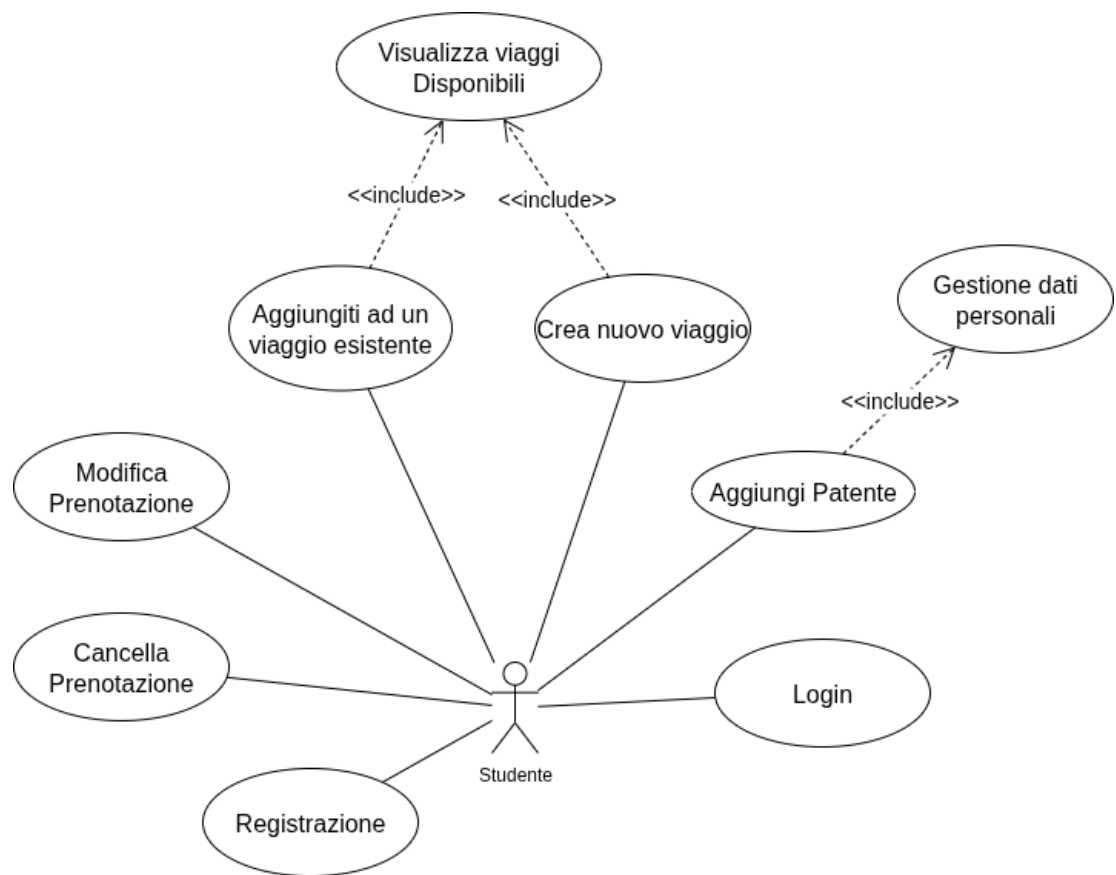 Visualizza viaggi
Disponibili
<<include>>
<<include>>
Gestione dati
personali
Aggiungiti ad un
viaggio esistente
Crea nuovo viaggio
<<include>>
Modifica
Prenotazione
Aggiungi Patente
Cancella
Prenotazione
Login
Studente
Registrazione